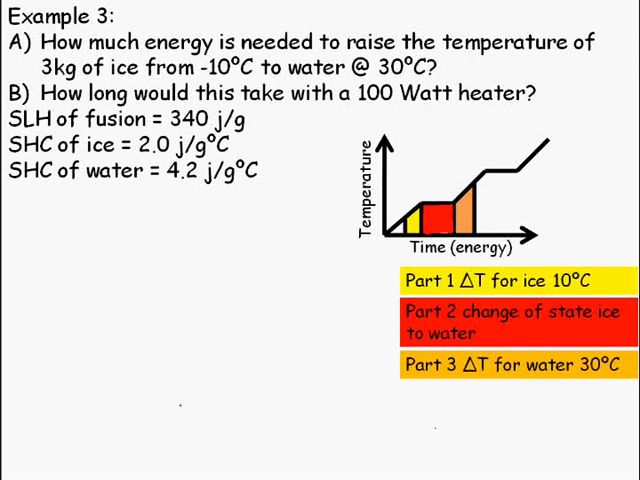 Example 3:
A) How much energy is needed to raise the temperature of
3kg of ice from -10°C to water @ 30°C?
B) How long would this take with a 100 Watt heater?
SLH of fusion = 340 j/g
SHC of ice = 2.0 j/g°C
SHC of water = 4.2 j/g°C
Temperature
Time (energy)
Part 1 △T for ice 10°C
Part 2 change of state ice
to water
Part 3 △T for water 30°C